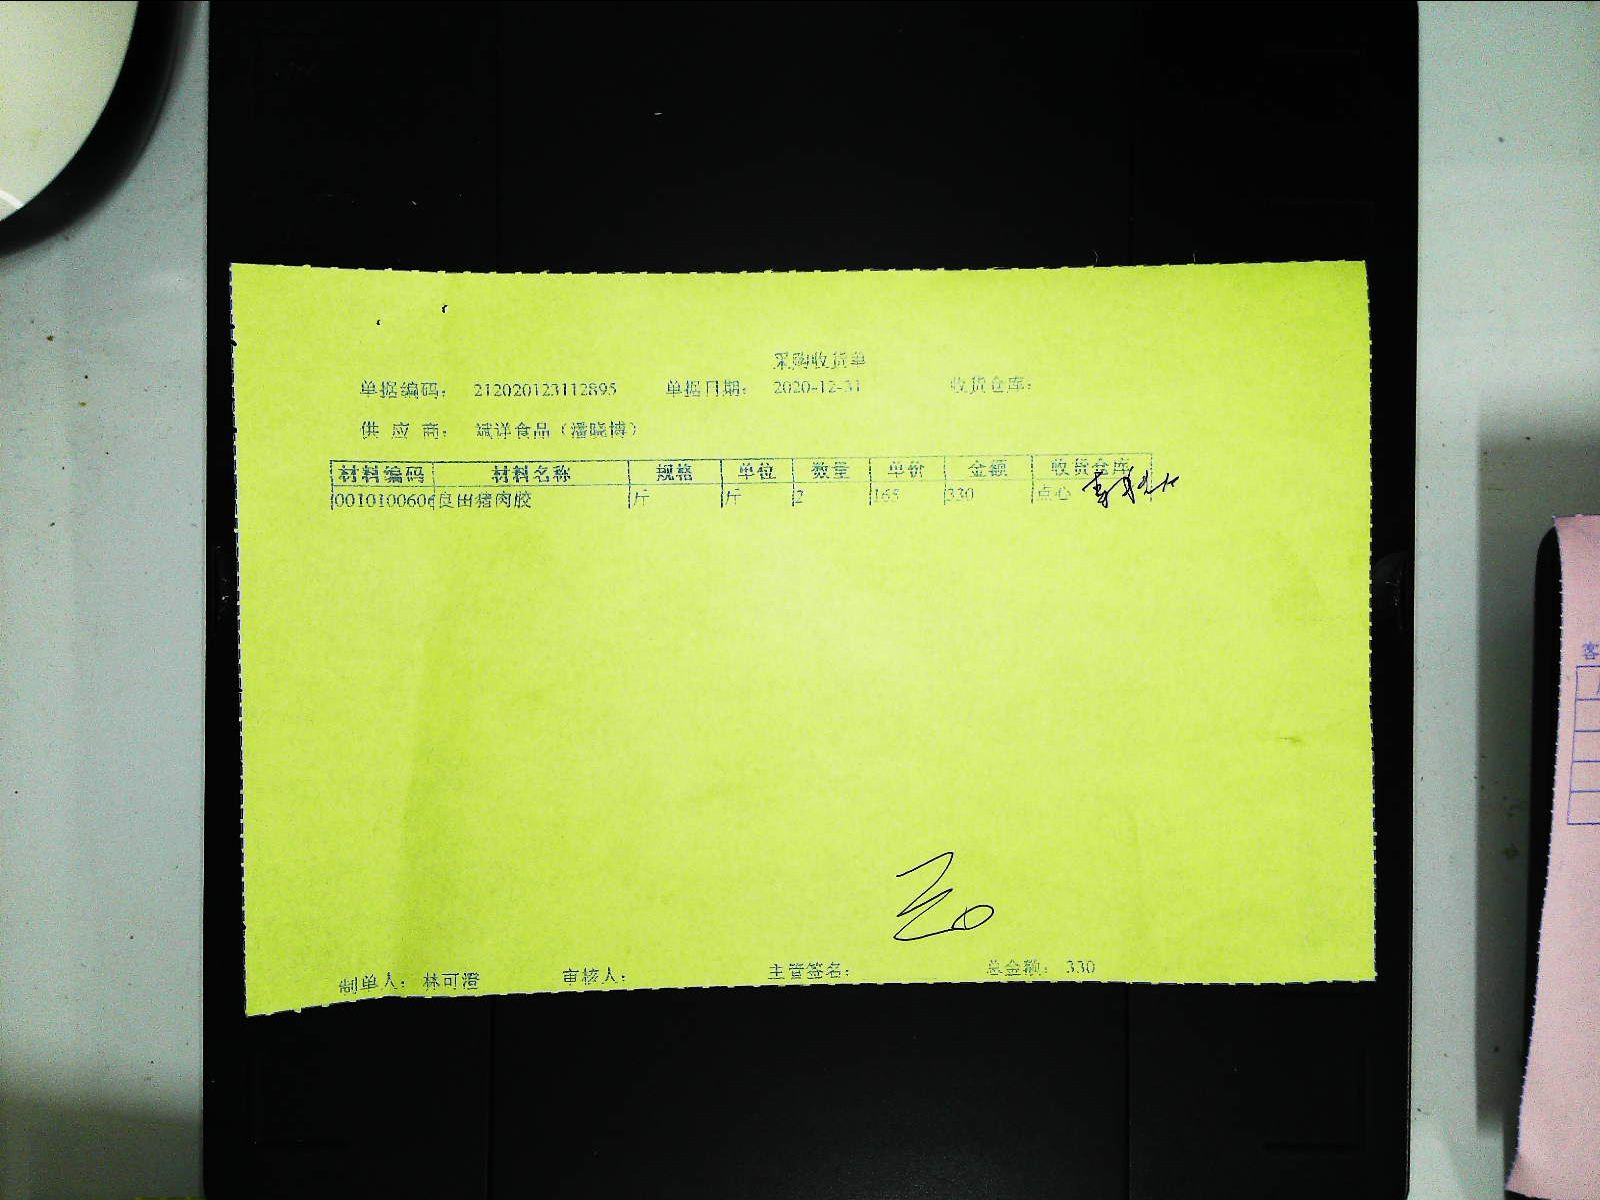 采购收货单
单据编码: 212020123112895 单据日期: 2020-12-31 收货仓库:
供应商: 斌洋食品(潘晓博)
材料编码 材料名称 规格 单位 数量 单价 金额 收货仓库
001010060 良田猪肉胶 斤 斤 2 165 330 点心
制单人: 林可澄 审核人: 主管签名: 总金额: 330
客